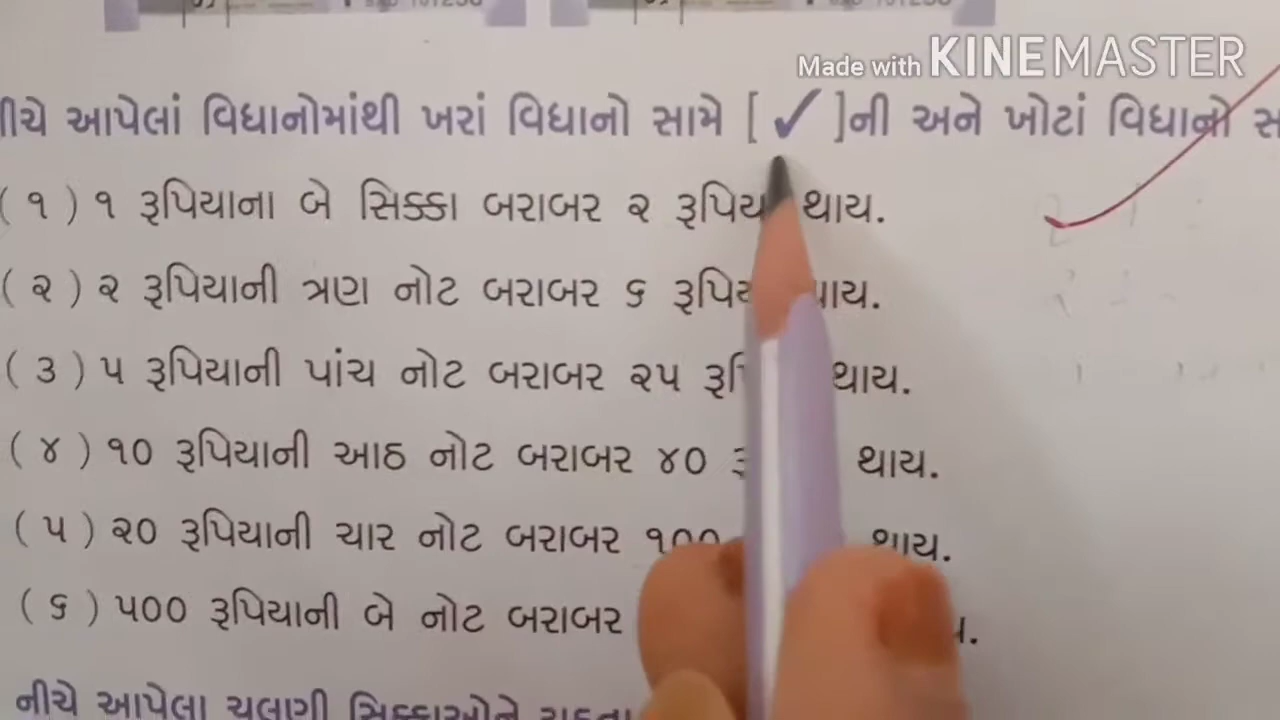 Made with KINEMASTER
નીચે આપેલાં વિધાનોમાંથી ખરાં વિધાનો સામે [ ✓ ]ની અને ખોટાં વિધાનો
( ૧ ) ૧ રૂપિયાના બે સિક્કા બરાબર ૨ રૂપિયા થાય.
( ૨ ) ૨ રૂપિયાની ત્રણ નોટ બરાબર ૬ થાય.
( ૩ ) ૫ રૂપિયાની પાંચ નોટ બરાબર ૨૫ થાય.
( ૪ ) ૧૦ રૂપિયાની આઠ નોટ બરાબર ૪૦ થાય.
( ૫ ) ૨૦ રૂપિયાની ચાર નોટ બરાબર ૧૦૦ થાય.
( ૬ ) ૫૦૦ રૂપિયાની બે નોટ બરાબર
નીચે આપેલા ચલણી સિક્કાઓને